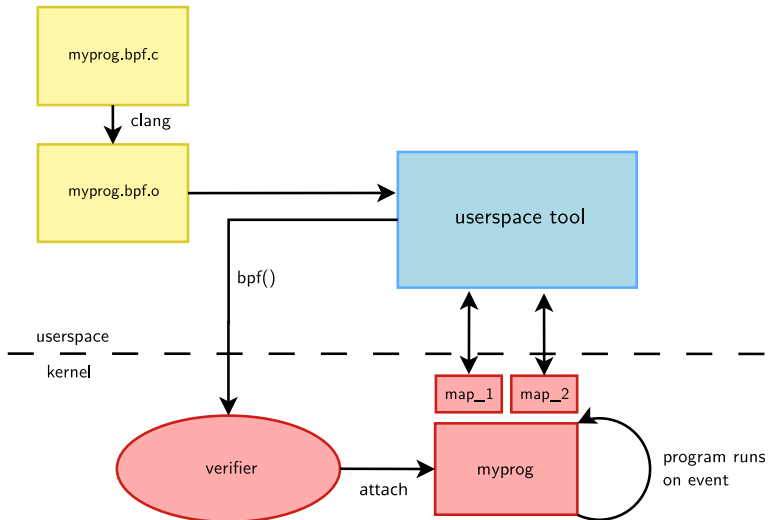 myprog.bpf.c
clang
myprog.bpf.o
userspace tool
bpf()
userspace
kernel
map_1
map_2
verifier
attach
myprog
program runs
on event